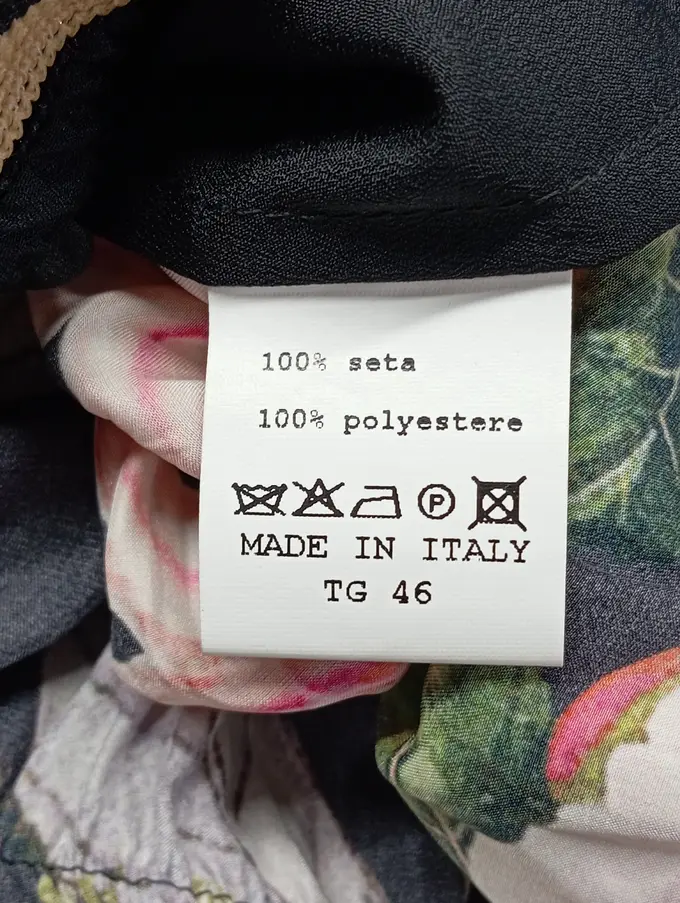 100% seta
100% polyestere
P
MADE IN ITALY
TG 46